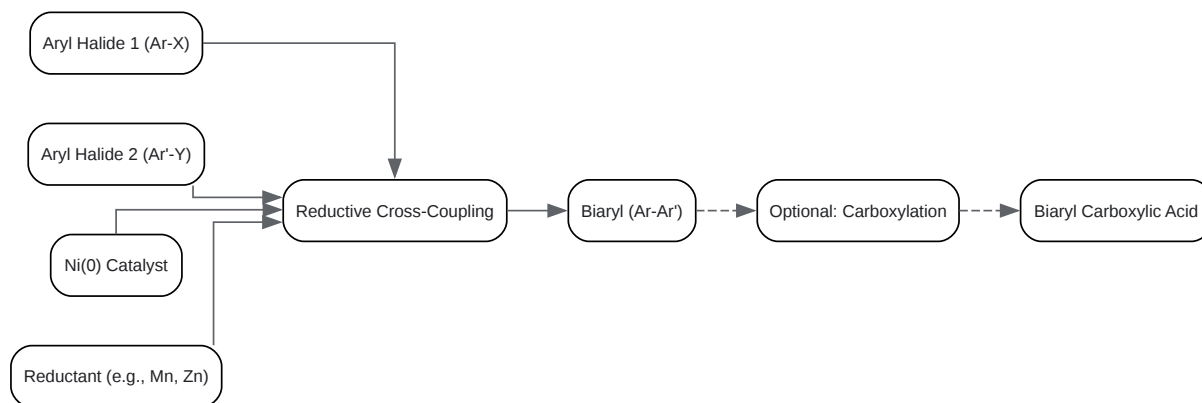 Aryl Halide 1 (Ar-X)
Aryl Halide 2 (Ar'-Y)
Reductive Cross-Coupling
Biaryl (Ar-Ar')
Optional: Carboxylation
Biaryl Carboxylic Acid
Ni(0) Catalyst
Reductant (e.g., Mn, Zn)